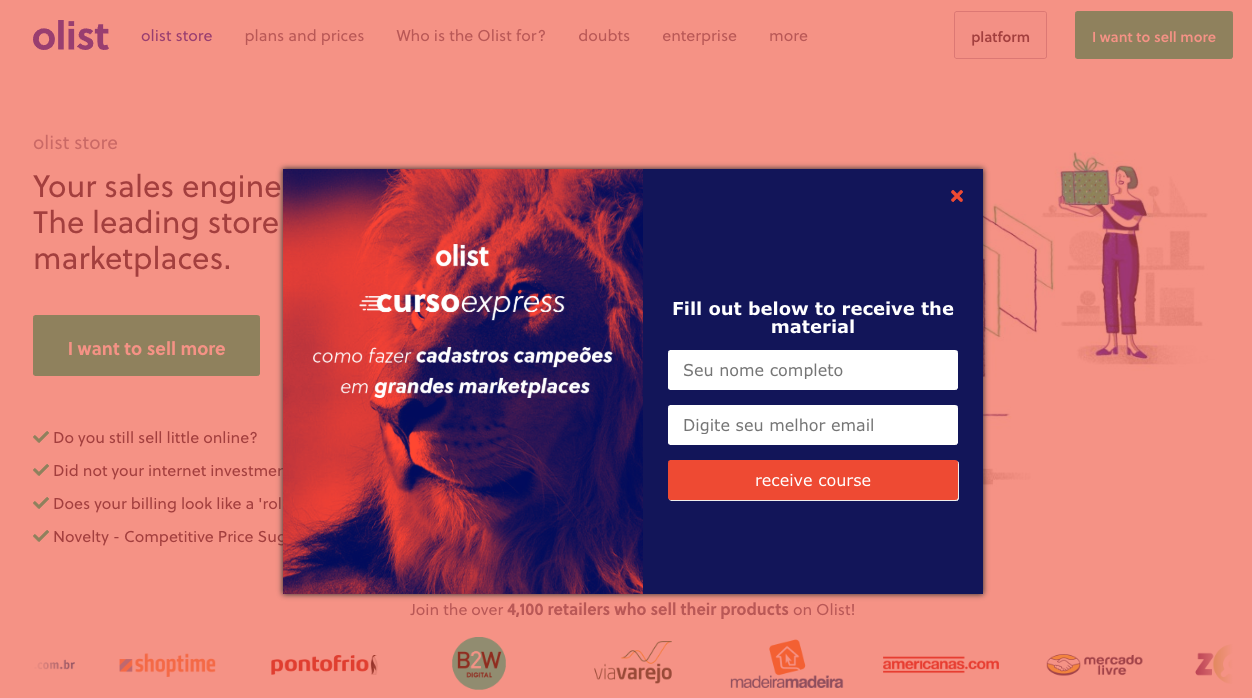 olist
olist store
plans and prices
Who is the Olist for?
doubts
enterprise
more
platform
I want to sell more
olist store
Your sales engine
The leading store
marketplaces.
I want to sell more
Do you still sell little online?
Did not your internet
Does your billing look like a
Novelty - Competitive Price
olist
cursoexpress
como fazer cadastros campeões
em grandes marketplaces
Fill out below to receive the
material
Seu nome completo
Digite seu melhor email
receive course
Join the over 4,100 retailers who sell their products on Olist!
.com.br
shoptime
pontofrio
B2W
DIGITAL
viavarejo
madeiramadeira
americanas.com
mercado
livre